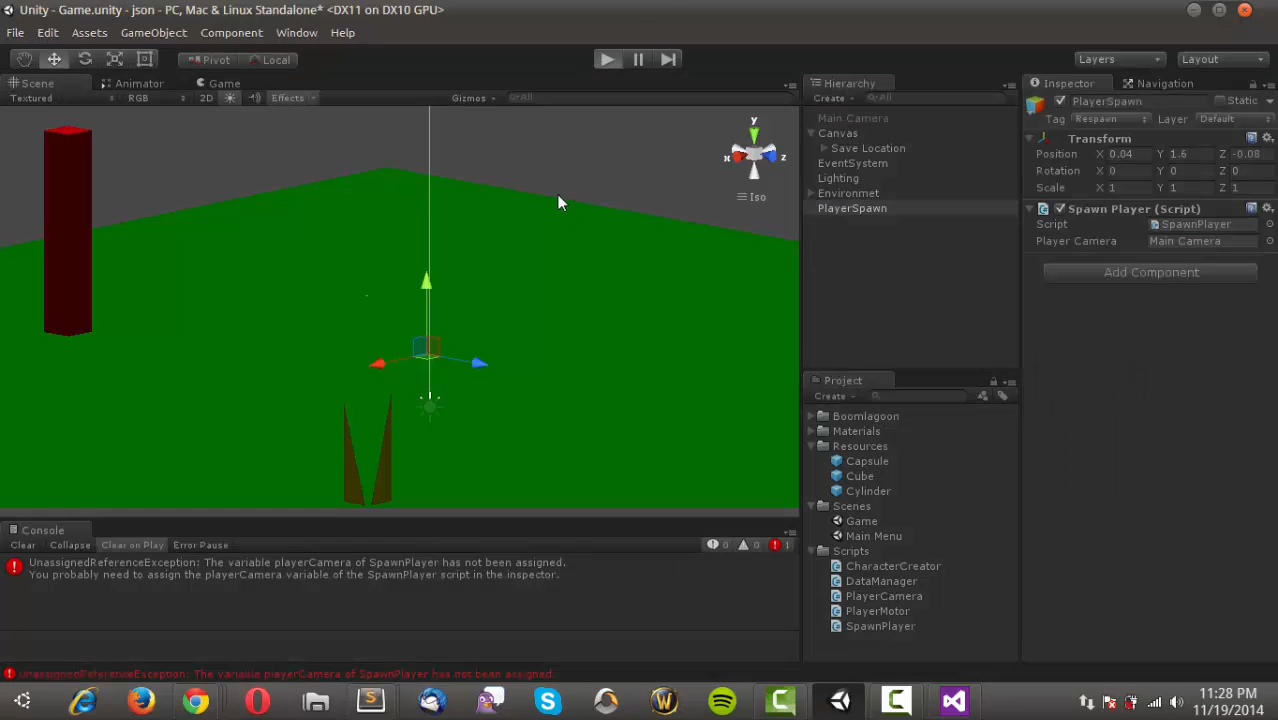 Unity - Game.unity - json - PC, Mac & Linux Standalone* <DX11 on DX10 GPU>
File Edit Assets GameObject Component Window Help
Pivot Local Layers Layout
Scene Animator Game
Textured RGB 2D Effects Gizmos All
y
x
z
Iso
Console
Clear Collapse Clear on Play Error Pause 0 0 1
UnassignedReferenceException: The variable playerCamera of SpawnPlayer has not been assigned.
You probably need to assign the playerCamera variable of the SpawnPlayer script in the inspector.
UnassignedReferenceException: The variable playerCamera of SpawnPlayer has not been assigned.
Hierarchy
Create All
Main Camera
Canvas
Save Location
EventSystem
Lighting
Environmet
PlayerSpawn
Project
Create
Boomlagoon
Materials
Resources
Capsule
Cube
Cylinder
Scenes
Game
Main Menu
Scripts
CharacterCreator
DataManager
PlayerCamera
PlayerMotor
SpawnPlayer
Inspector Navigation
PlayerSpawn Static
Tag Respawn Layer Default
Transform
Position X 0.04 Y 1.6 Z -0.08
Rotation X 0 Y 0 Z 0
Scale X 1 Y 1 Z 1
Spawn Player (Script)
Script SpawnPlayer
Player Camera Main Camera
Add Component
11:28 PM
11/19/2014